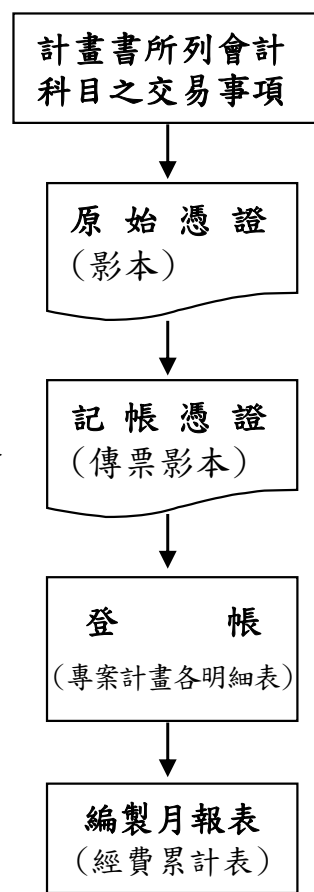 計畫書所列會計
科目之交易事項
原始憑證
（影本）
記帳憑證
（傳票影本）
登 帳
（專案計畫各明細表）
編製月報表
（經費累計表）